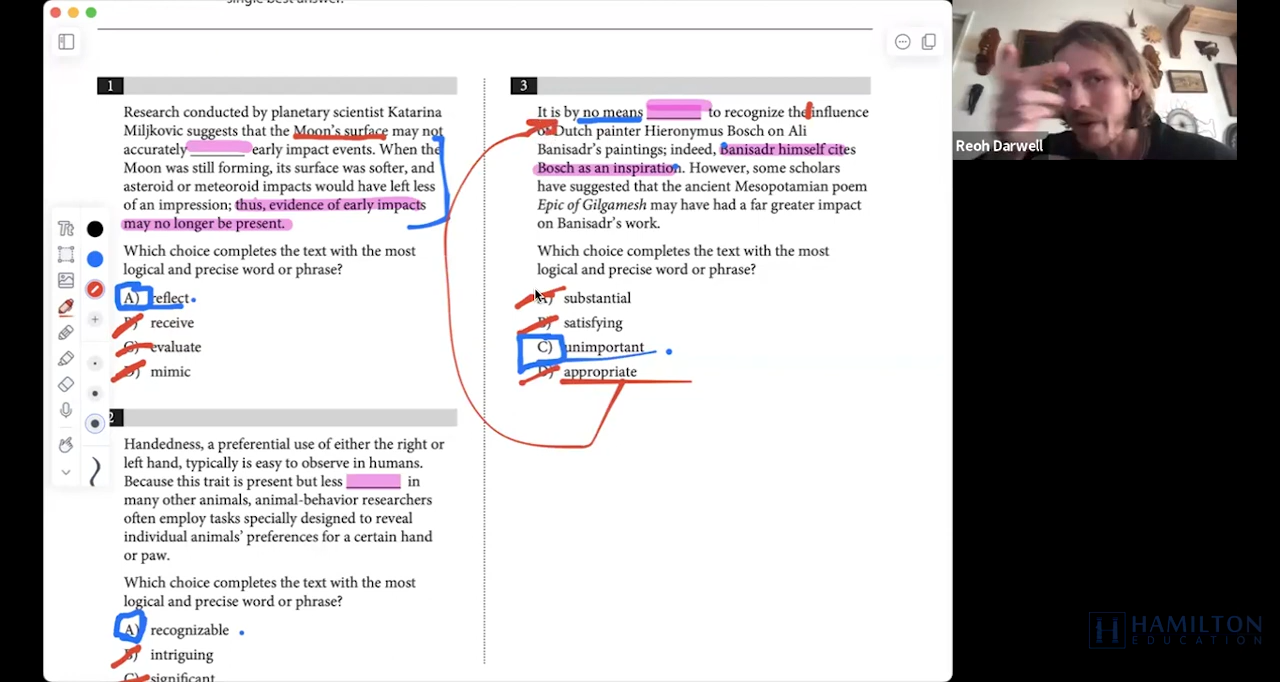 single best answer.
1
Research conducted by planetary scientist Katarina
Miljkovic suggests that the Moon's surface may not
accurately ________ early impact events. When the
Moon was still forming, its surface was softer, and
asteroid or meteoroid impacts would have left less
of an impression; thus, evidence of early impacts
may no longer be present.
Which choice completes the text with the most
logical and precise word or phrase?
A) reflect
B) receive
C) evaluate
D) mimic
2
Handedness, a preferential use of either the right or
left hand, typically is easy to observe in humans.
Because this trait is present but less ________ in
many other animals, animal-behavior researchers
often employ tasks specially designed to reveal
individual animals' preferences for a certain hand
or paw.
Which choice completes the text with the most
logical and precise word or phrase?
A) recognizable
B) intriguing
C) significant
3
It is by no means ________ to recognize the influence
of Dutch painter Hieronymus Bosch on Ali
Banisadr's paintings; indeed, Banisadr himself cites
Bosch as an inspiration. However, some scholars
have suggested that the ancient Mesopotamian poem
Epic of Gilgamesh may have had a far greater impact
on Banisadr's work.
Which choice completes the text with the most
logical and precise word or phrase?
A) substantial
B) satisfying
C) unimportant
D) appropriate
Tt
Reoh Darwell
HAMILTON
EDUCATION